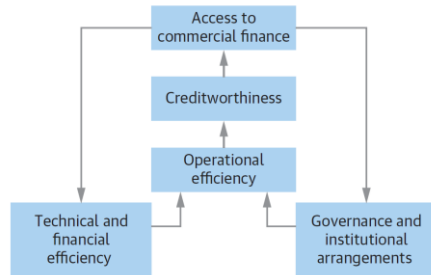 Access to
commercial finance
Creditworthiness
Operational
efficiency
Technical and
financial
efficiency
Governance and
institutional
arrangements